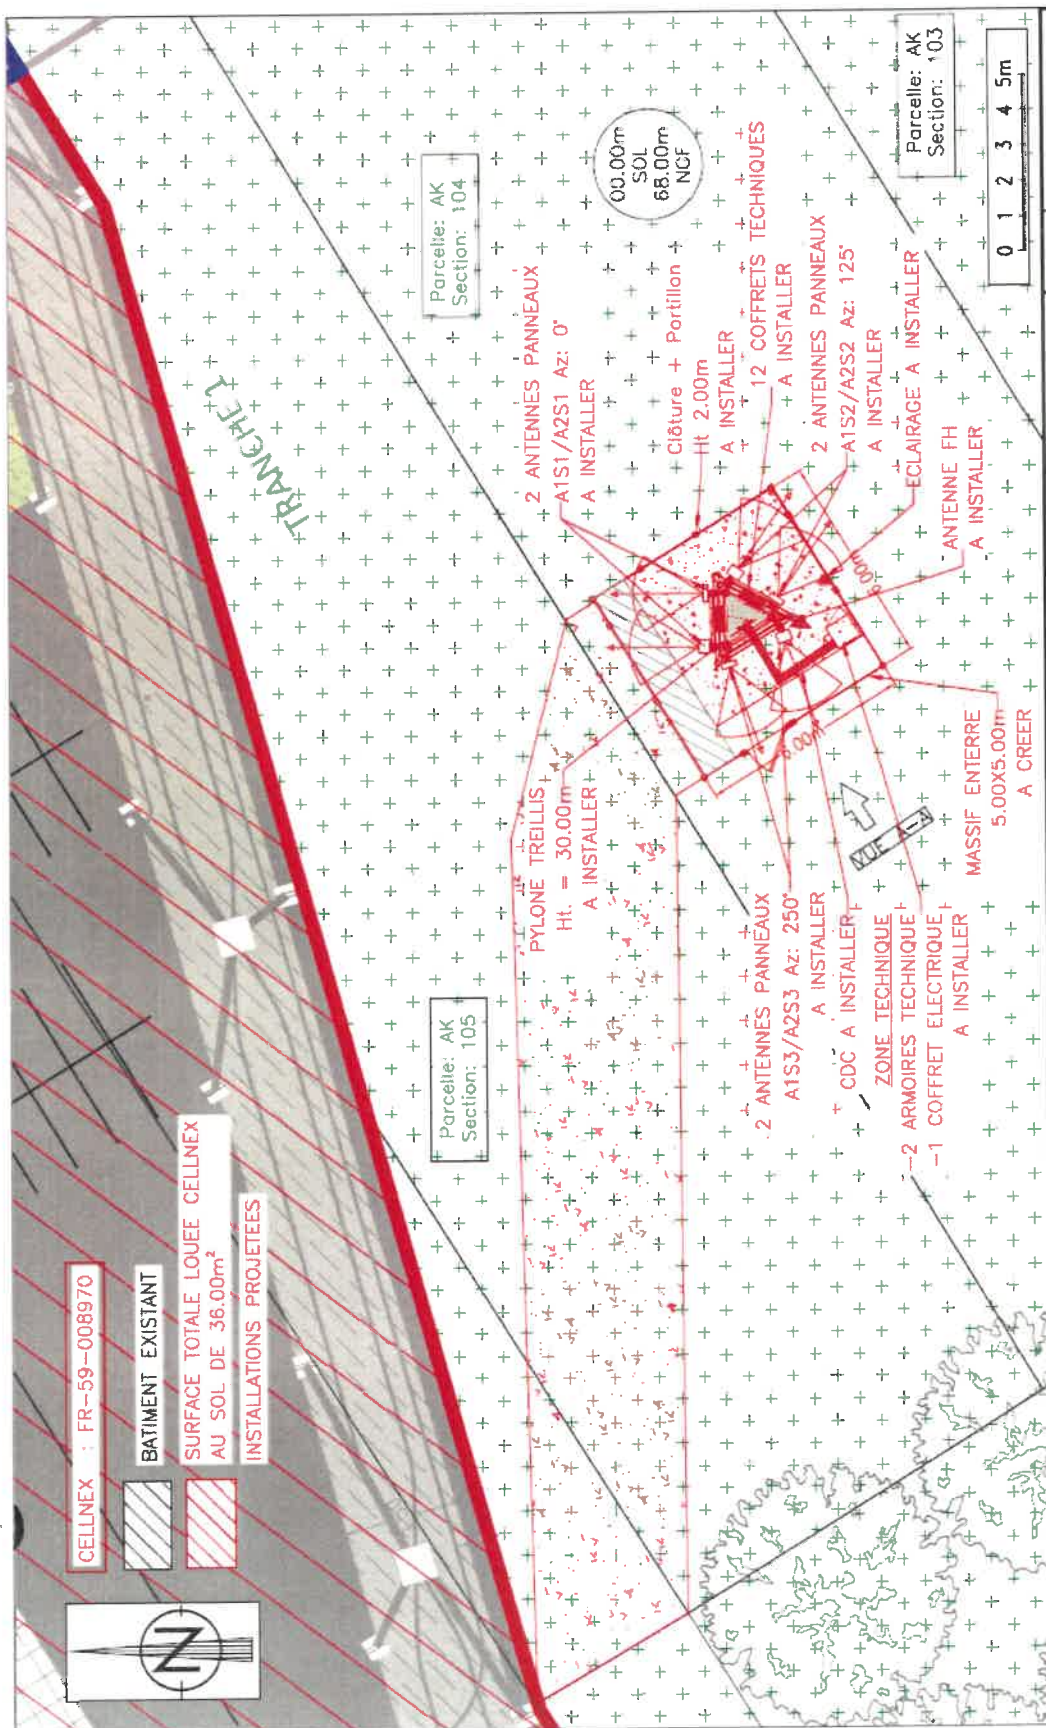 CELLNEX : FR-59-008970
BATIMENT EXISTANT
SURFACE TOTALE LOUEE CELLNEX
AU SOL DE 36.00m²
INSTALLATIONS PROJETEES
N
TRANCHE 1
Parcelle: AK
Section: 104
Parcelle: AK
Section: 105
Parcelle: AK
Section: 103
00.00m
SOL
68.00m
NGF
0 1 2 3 4 5m
2 ANTENNES PANNEAUX
A1S1/A2S1 Az: 0°
A INSTALLER
PYLONE TREILLIS
Ht. = 30.00m
A INSTALLER
Clôture + Portillon
Ht 2.00m
A INSTALLER
12 COFFRETS TECHNIQUES
A INSTALLER
2 ANTENNES PANNEAUX
A1S2/A2S2 Az: 125°
A INSTALLER
ECLAIRAGE A INSTALLER
ANTENNE FH
A INSTALLER
6.00m
6.00m
VUE A-A
2 ANTENNES PANNEAUX
A1S3/A2S3 Az: 250°
A INSTALLER
CDC A INSTALLER
ZONE TECHNIQUE
-2 ARMOIRES TECHNIQUE
-1 COFFRET ELECTRIQUE
A INSTALLER
MASSIF ENTERRE
5.00X5.00m
A CREER